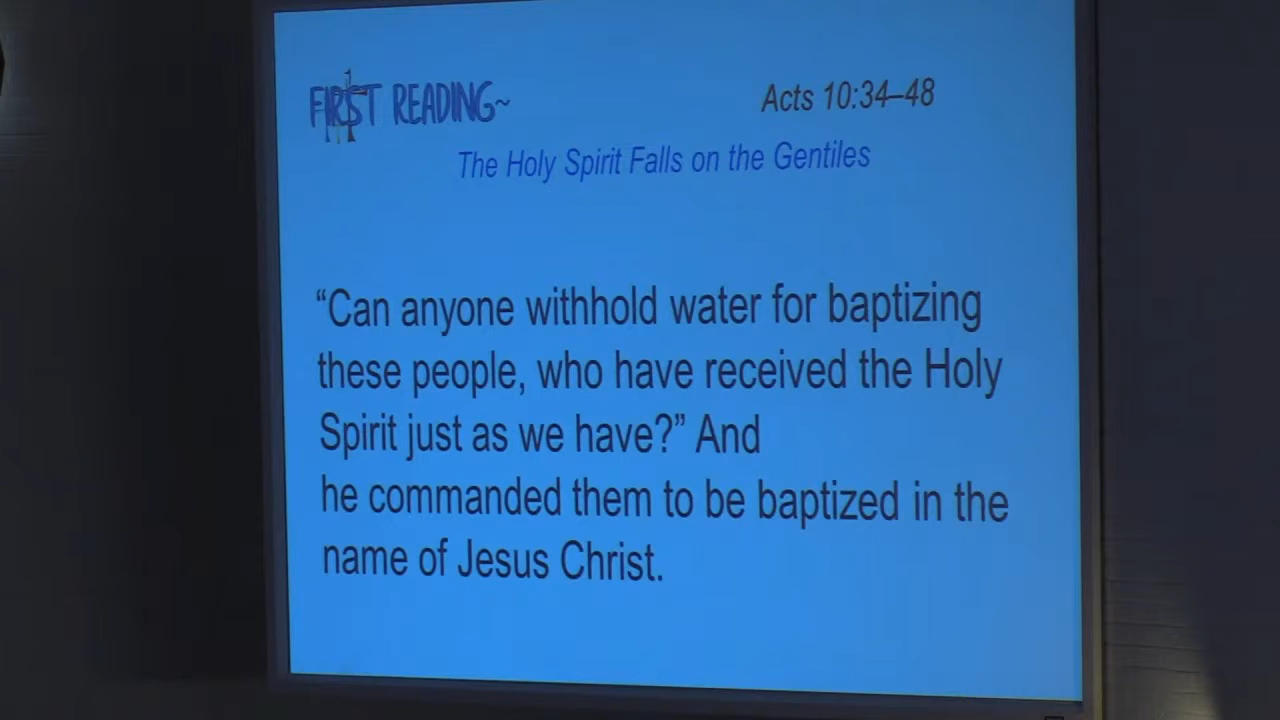 FIRST READING~
Acts 10:34–48
The Holy Spirit Falls on the Gentiles
“Can anyone withhold water for baptizing
these people, who have received the Holy
Spirit just as we have?” And
he commanded them to be baptized in the
name of Jesus Christ.